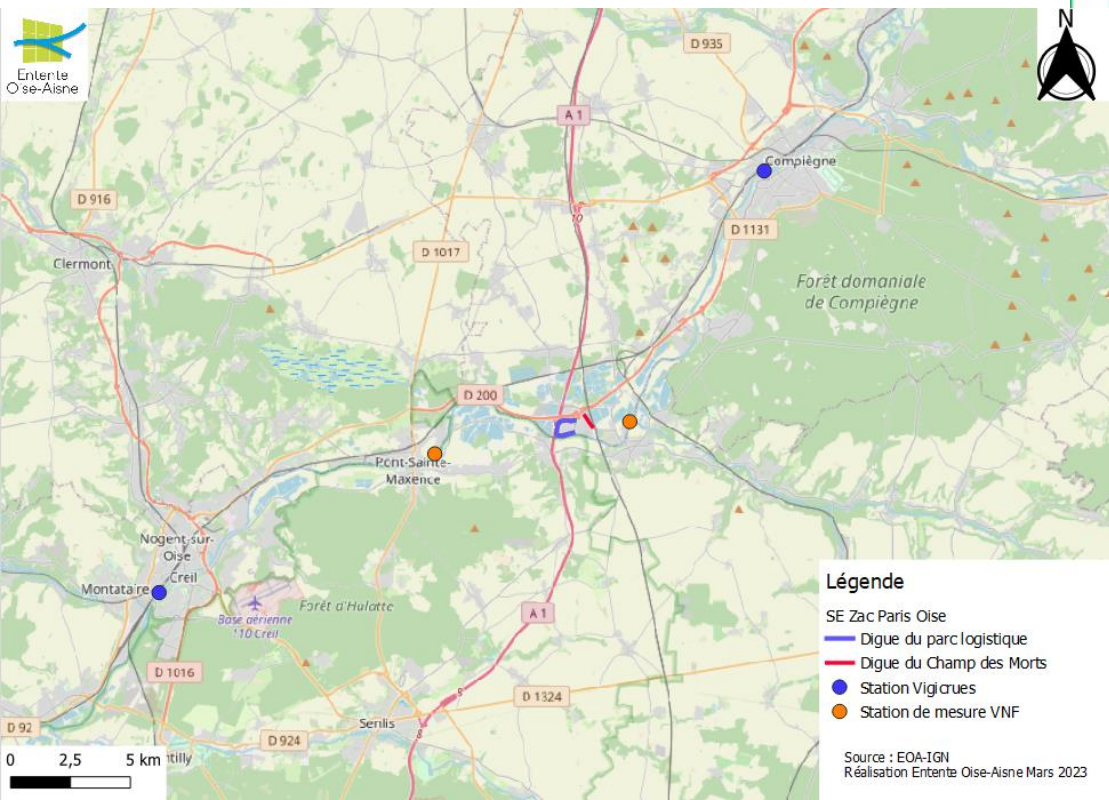 Entente
Oise-Aisne
N
D 935
A 1
Compiègne
D 916
10
D 1131
D 1017
Clermont
Forêt domaniale
de Compiègne
D 200
Pont-Sainte-
Maxence
Nogent-sur-
Oise
Creil
Montataire
Forêt d'Halatte
Base aérienne
110 Creil
A 1
D 1016
9
D 1324
Senlis
8
D 92
D 924
ntilly
0 2,5 5 km
Légende
SE Zac Paris Oise
Digue du parc logistique
Digue du Champ des Morts
Station Vigicrues
Station de mesure VNF
Source : EOA-IGN
Réalisation Entente Oise-Aisne Mars 2023